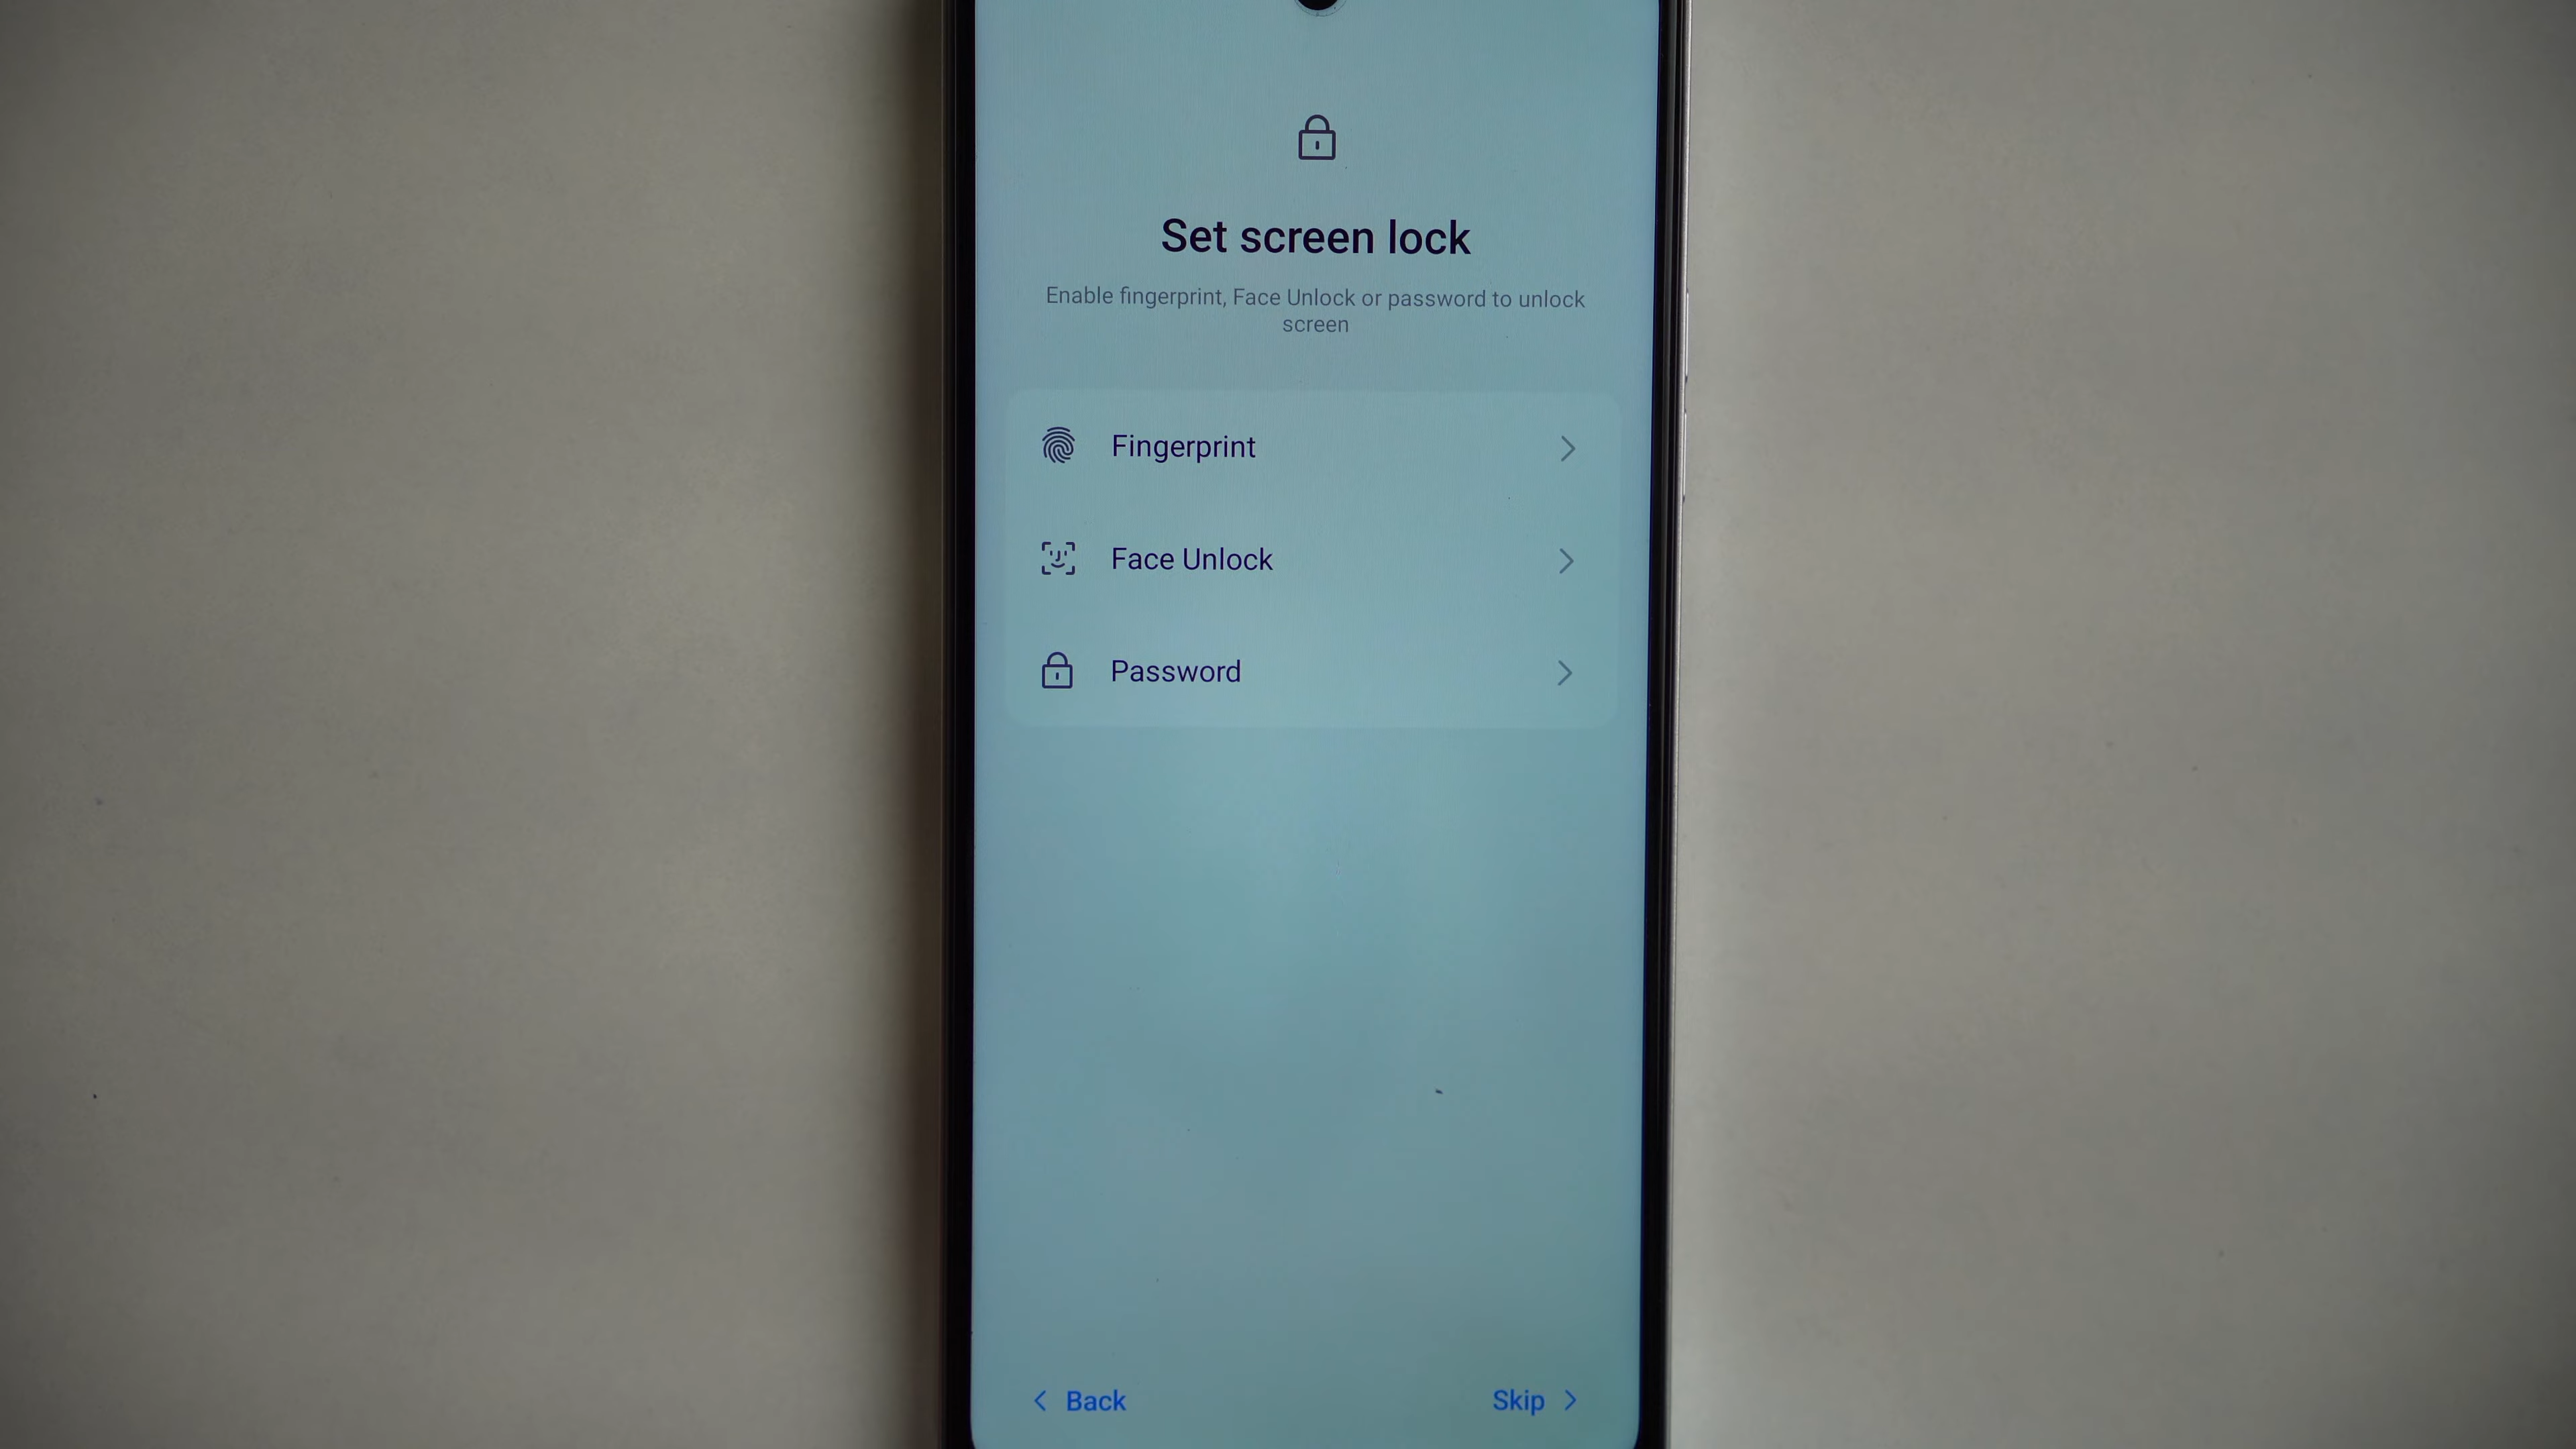 Set screen lock
Enable fingerprint, Face Unlock or password to unlock
screen
Fingerprint
Face Unlock
Password
Back
Skip